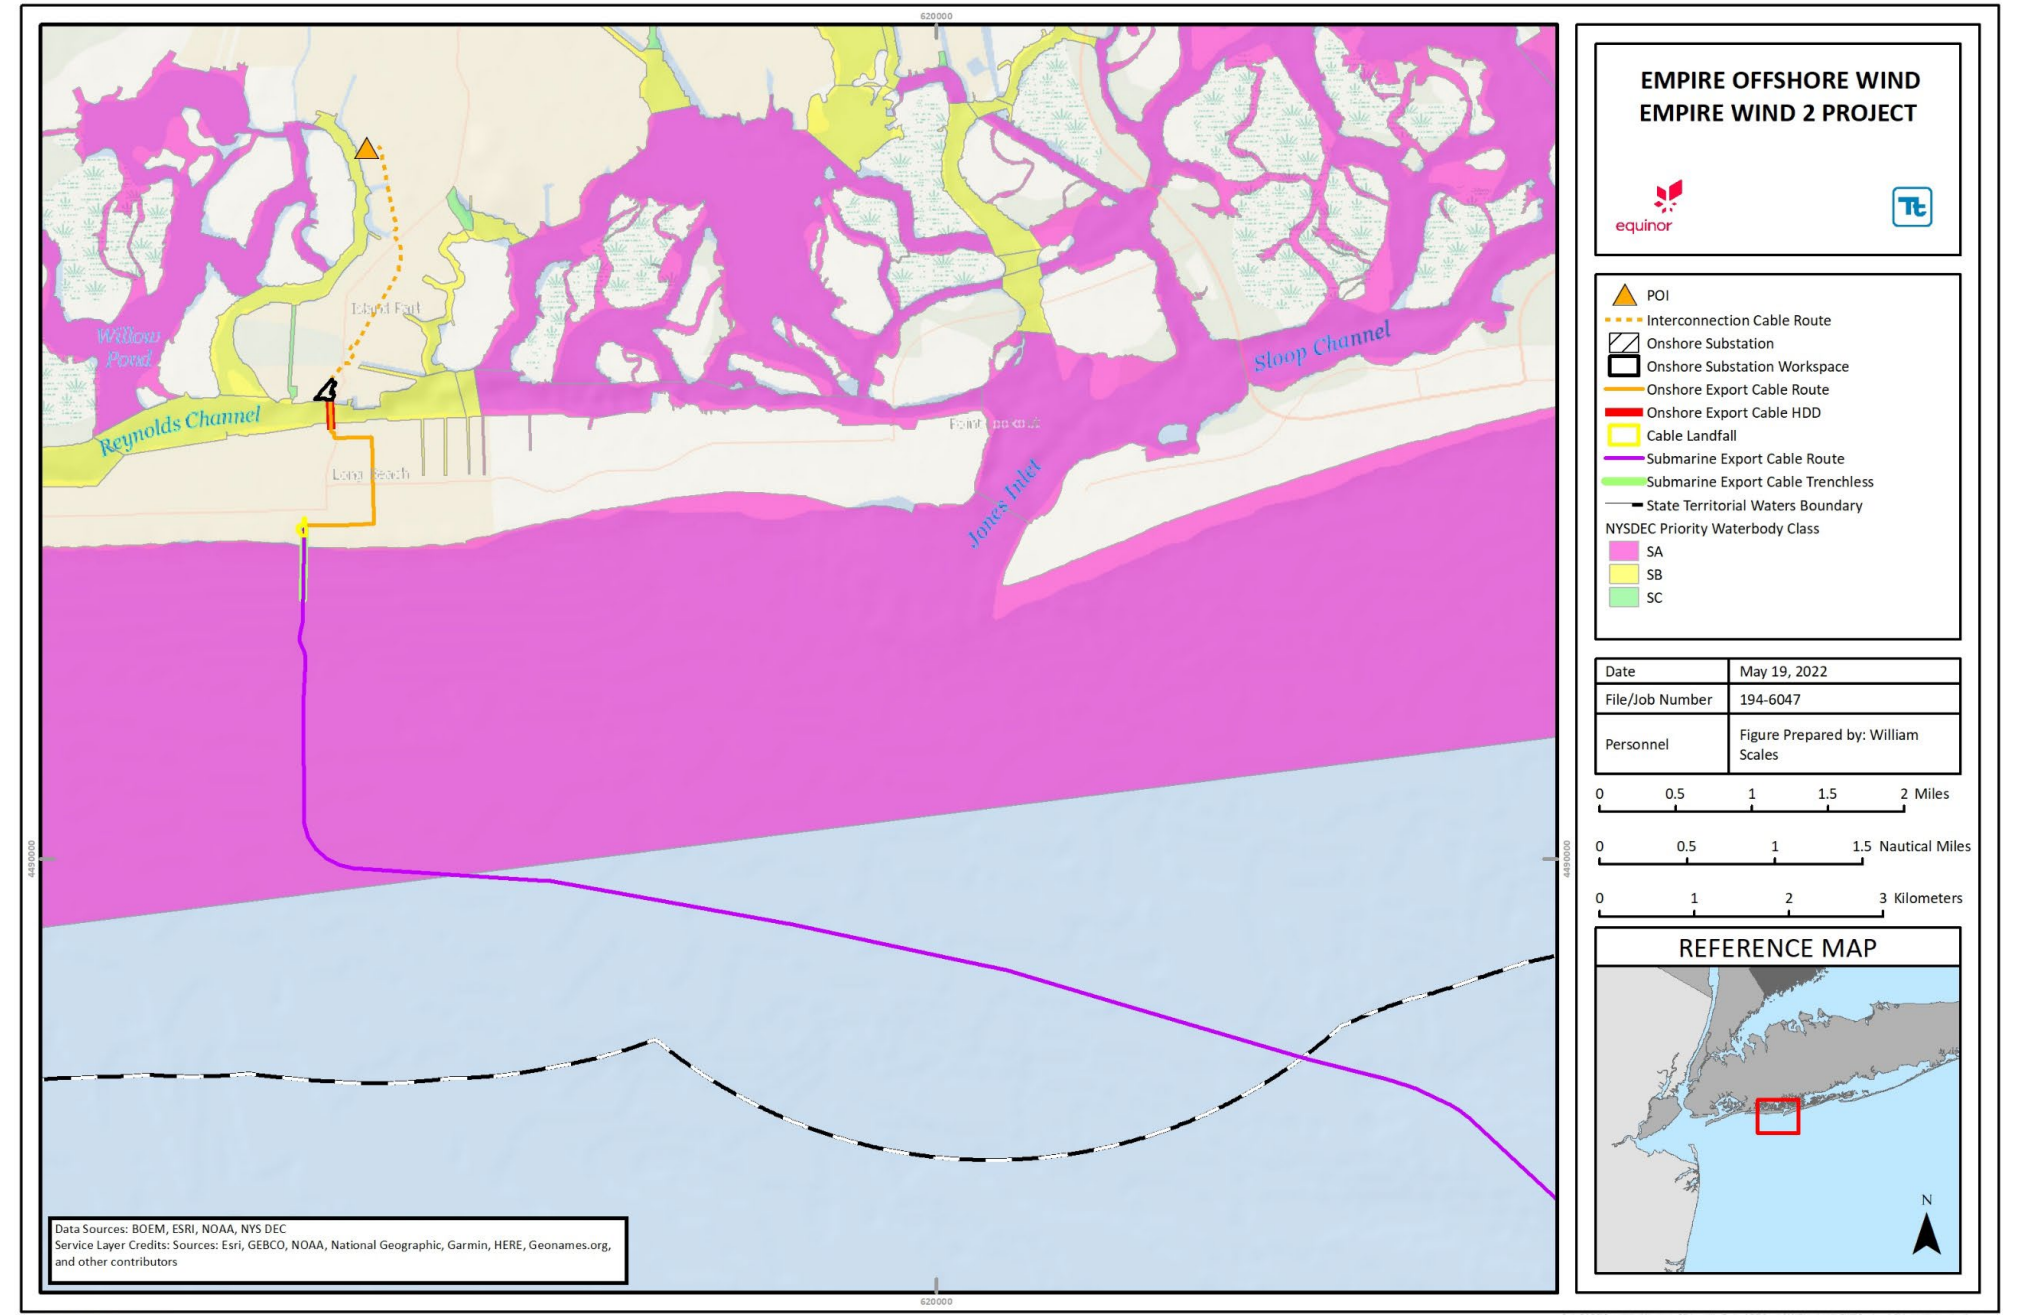 620000
EMPIRE OFFSHORE WIND
EMPIRE WIND 2 PROJECT
equinor
Tt
POI
Interconnection Cable Route
Onshore Substation
Onshore Substation Workspace
Onshore Export Cable Route
Onshore Export Cable HDD
Cable Landfall
Submarine Export Cable Route
Submarine Export Cable Trenchless
State Territorial Waters Boundary
NYSDEC Priority Waterbody Class
SA
SB
SC
Date May 19, 2022
File/Job Number 194-6047
Personnel Figure Prepared by: William
Scales
0 0.5 1 1.5 2 Miles
0 0.5 1 1.5 Nautical Miles
0 1 2 3 Kilometers
REFERENCE MAP
N
Island Park
Willow
Pond
Reynolds Channel
Long Beach
Point Lookout
Jones Inlet
Sloop Channel
4490000
4490000
Data Sources: BOEM, ESRI, NOAA, NYS DEC
Service Layer Credits: Sources: Esri, GEBCO, NOAA, National Geographic, Garmin, HERE, Geonames.org,
and other contributors
620000